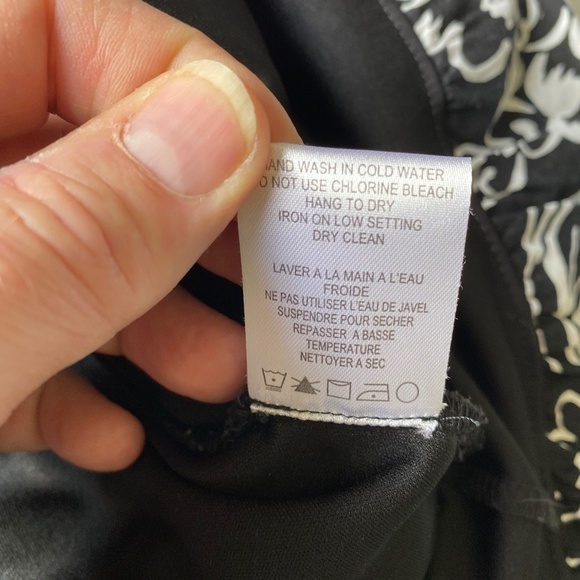 AND WASH IN COLD WATER
O NOT USE CHLORINE BLEACH
HANG TO DRY
IRON ON LOW SETTING
DRY CLEAN
LAVER A LA MAIN A L'EAU
FROIDE
NE PAS UTILISER L'EAU DE JAVEL
SUSPENDRE POUR SECHER
REPASSER A BASSE
TEMPERATURE
NETTOYER A SEC